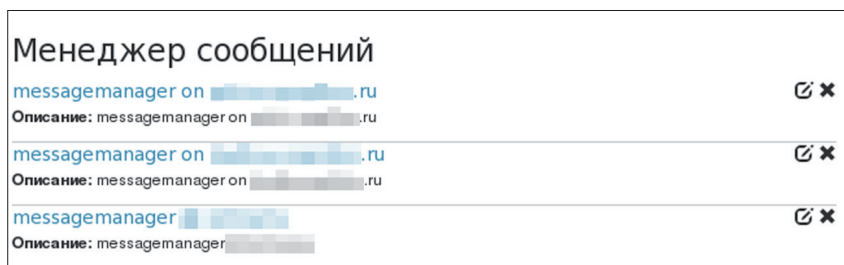 Менеджер сообщений
messagemanager on .ru
Описание: messagemanager on .ru
messagemanager on .ru
Описание: messagemanager on .ru
messagemanager
Описание: messagemanager